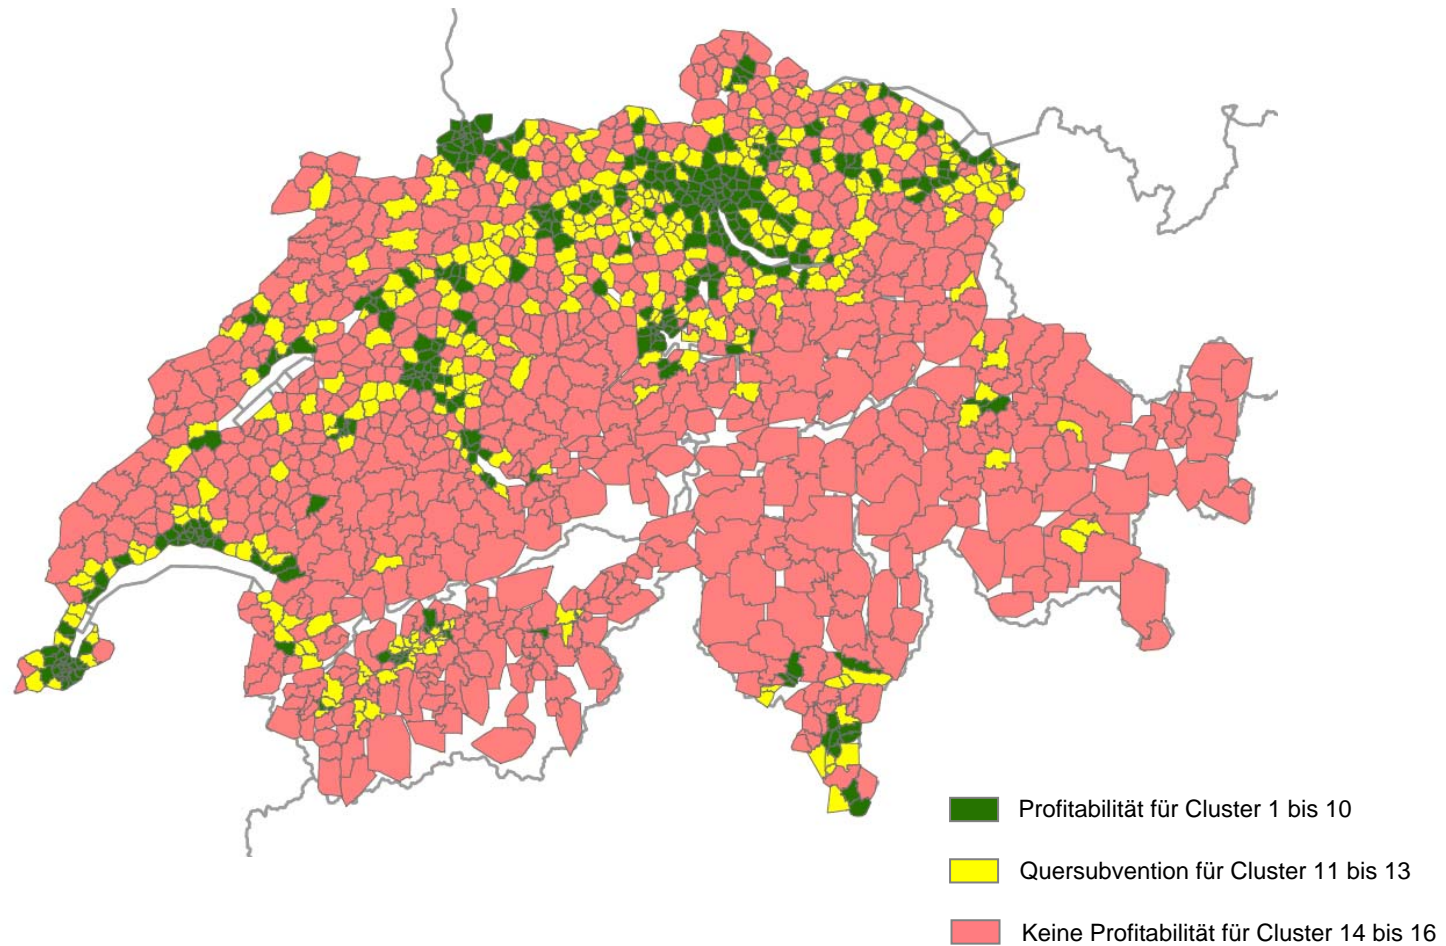 Profitabilität für Cluster 1 bis 10
Quersubvention für Cluster 11 bis 13
Keine Profitabilität für Cluster 14 bis 16